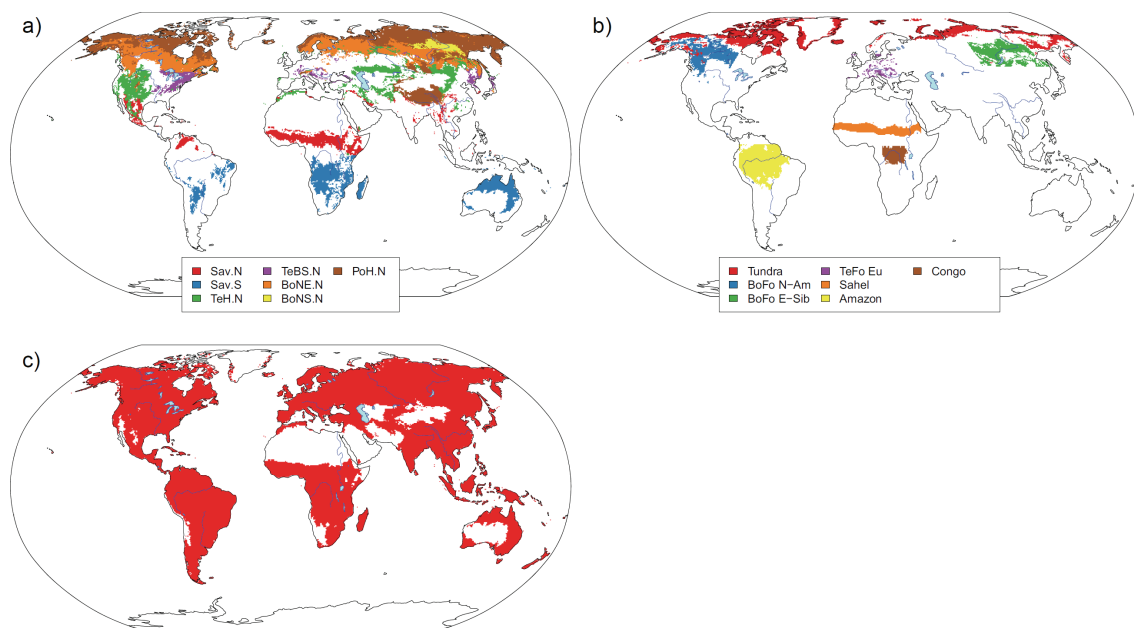 a)
Sav.N TeBS.N PoH.N
Sav.S BoNE.N
TeH.N BoNS.N
b)
Tundra TeFo Eu Congo
BoFo N−Am Sahel
BoFo E−Sib Amazon
c)